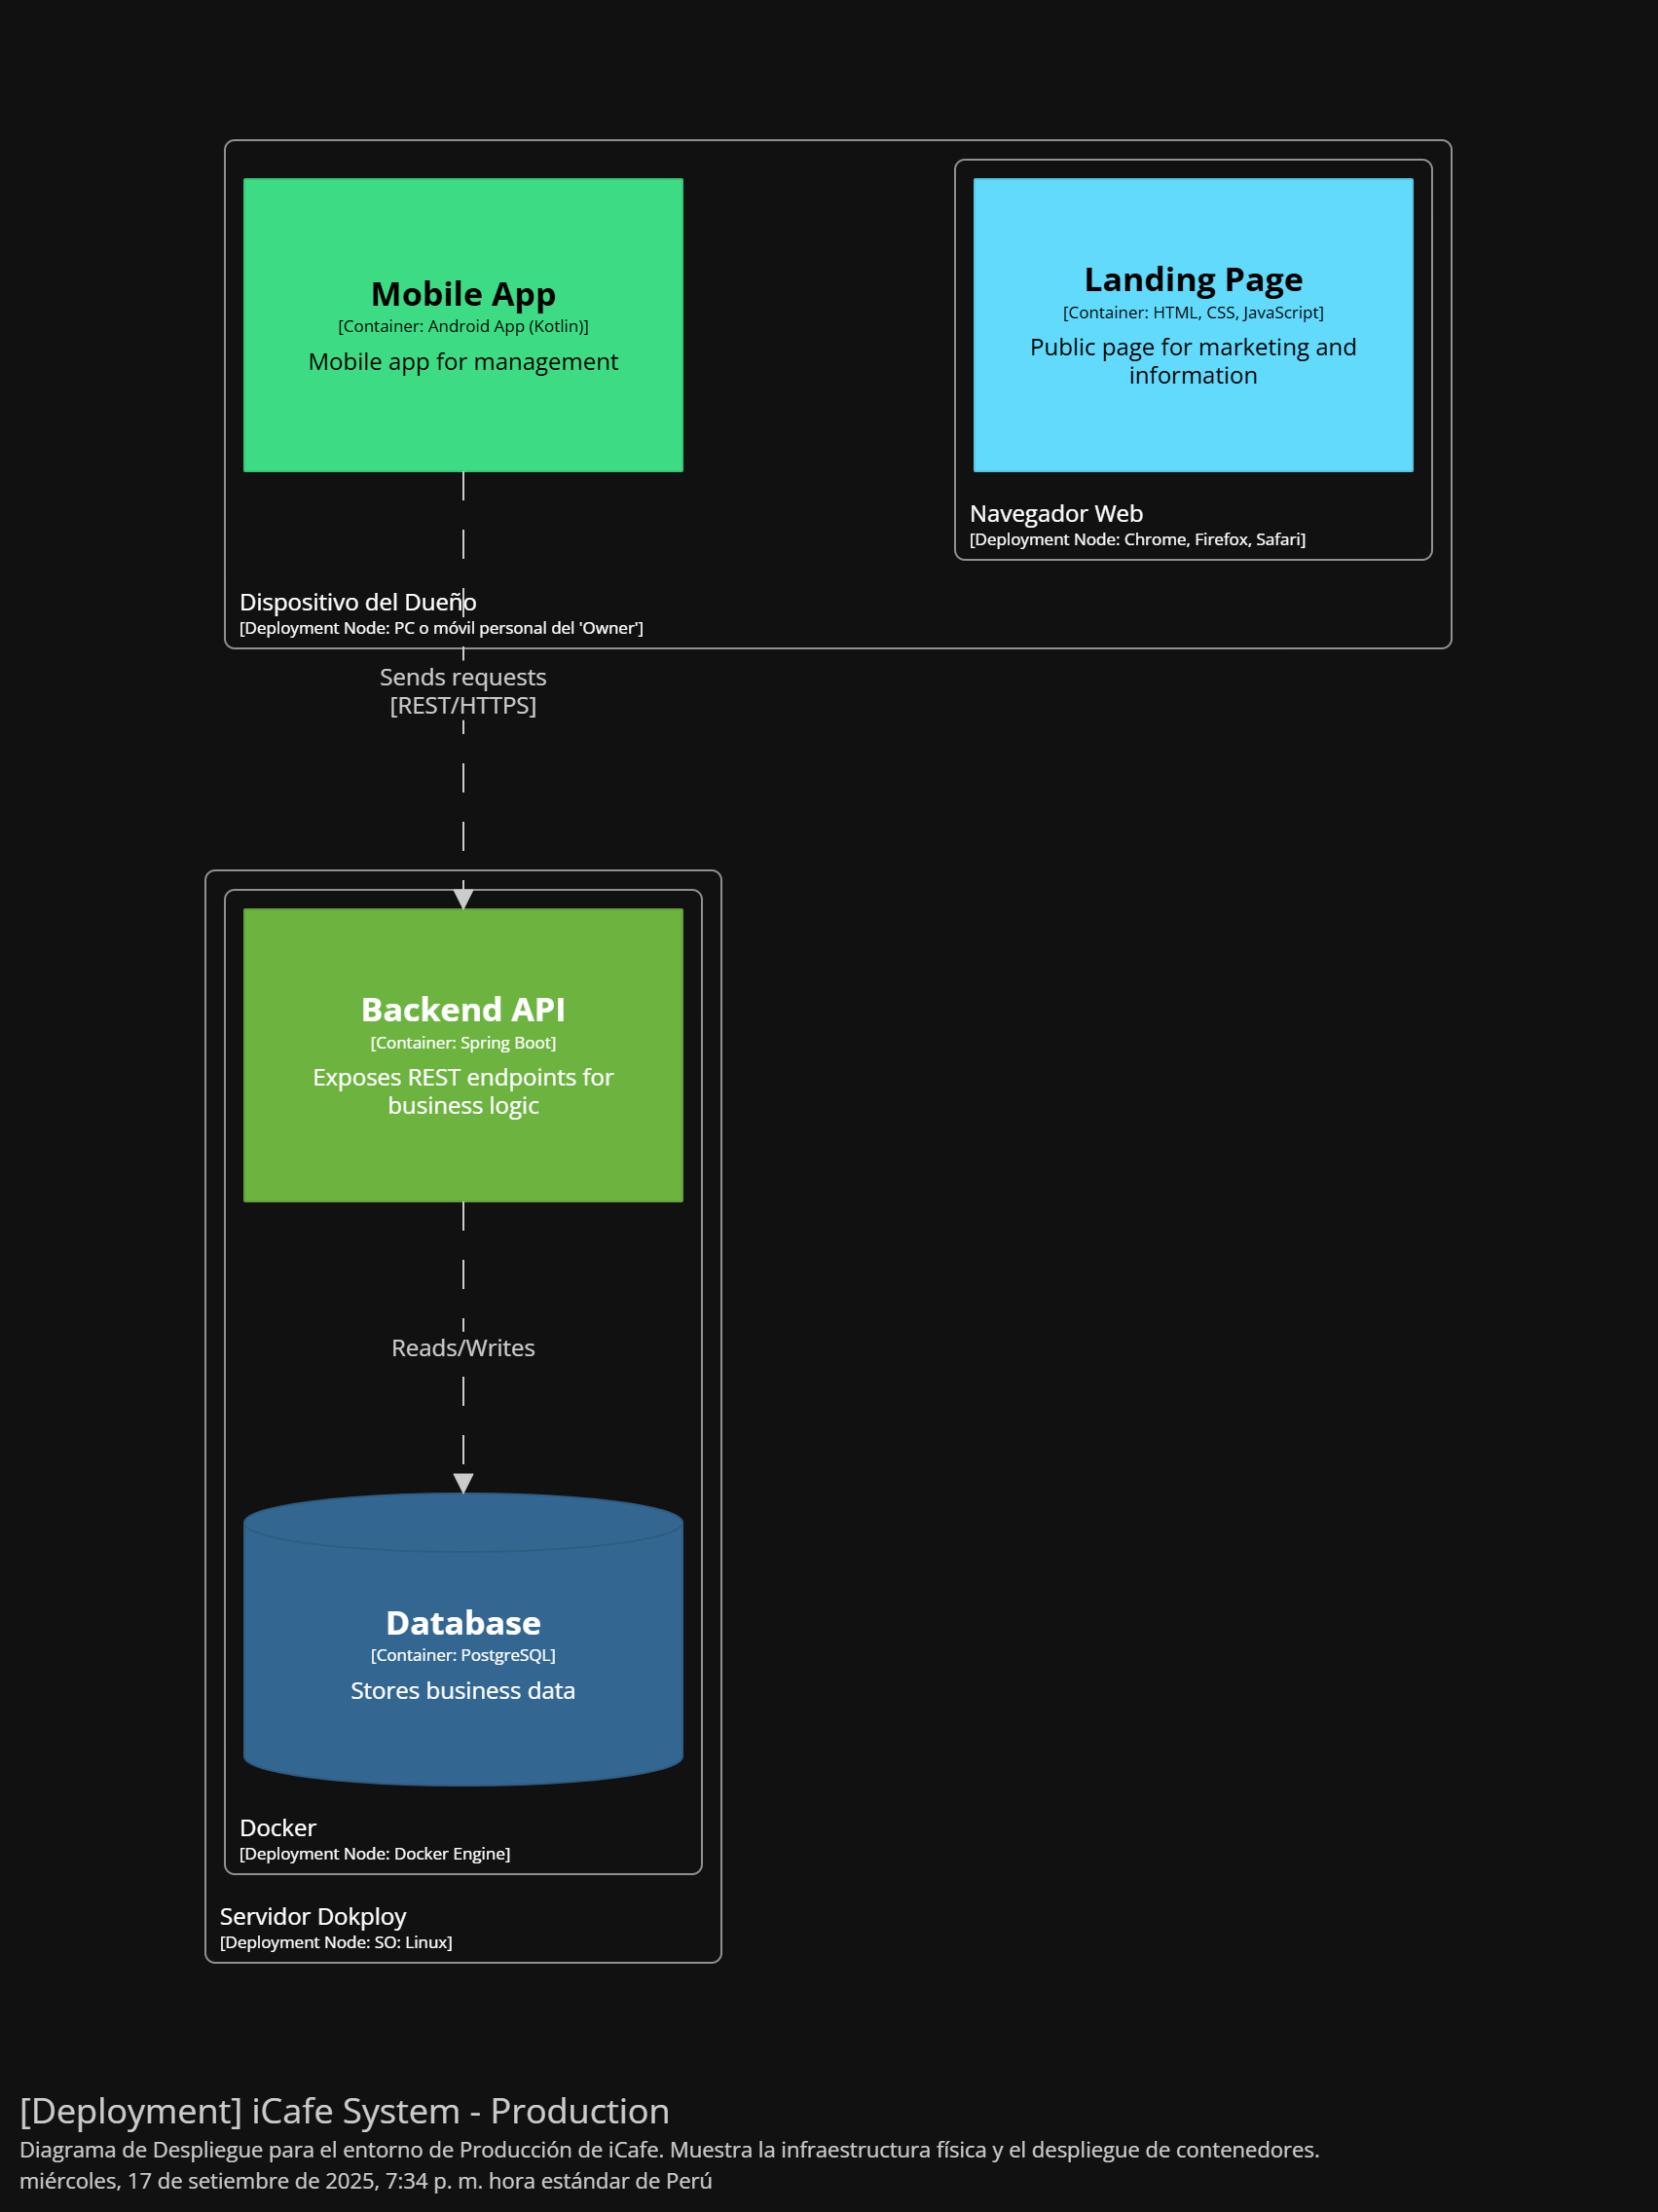 Mobile App
[Container: Android App (Kotlin)]
Mobile app for management
Landing Page
[Container: HTML, CSS, JavaScript]
Public page for marketing and
information
Navegador Web
[Deployment Node: Chrome, Firefox, Safari]
Dispositivo del Dueño
[Deployment Node: PC o móvil personal del 'Owner']
Sends requests
[REST/HTTPS]
Backend API
[Container: Spring Boot]
Exposes REST endpoints for
business logic
Reads/Writes
Database
[Container: PostgreSQL]
Stores business data
Docker
[Deployment Node: Docker Engine]
Servidor Dokploy
[Deployment Node: SO: Linux]
[Deployment] iCafe System - Production
Diagrama de Despliegue para el entorno de Producción de iCafe. Muestra la infraestructura física y el despliegue de contenedores.
miércoles, 17 de setiembre de 2025, 7:34 p. m. hora estándar de Perú